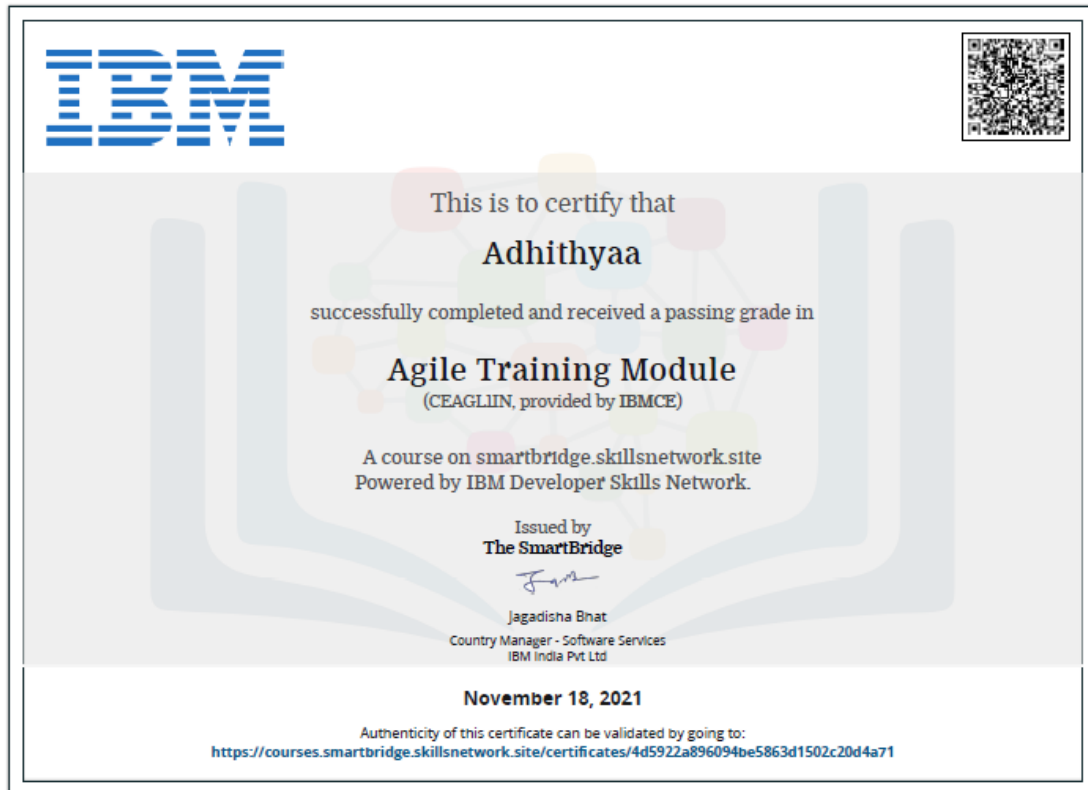 IBM
This is to certify that
Adhithyaa
successfully completed and received a passing grade in
Agile Training Module
(CEAGL1IN, provided by IBMCE)
A course on smartbridge.skillsnetwork.site
Powered by IBM Developer Skills Network.
Issued by
The SmartBridge
Jagadisha Bhat
Country Manager - Software Services
IBM India Pvt Ltd
November 18, 2021
Authenticity of this certificate can be validated by going to:
https://courses.smartbridge.skillsnetwork.site/certificates/4d5922a896094be5863d1502c20d4a71